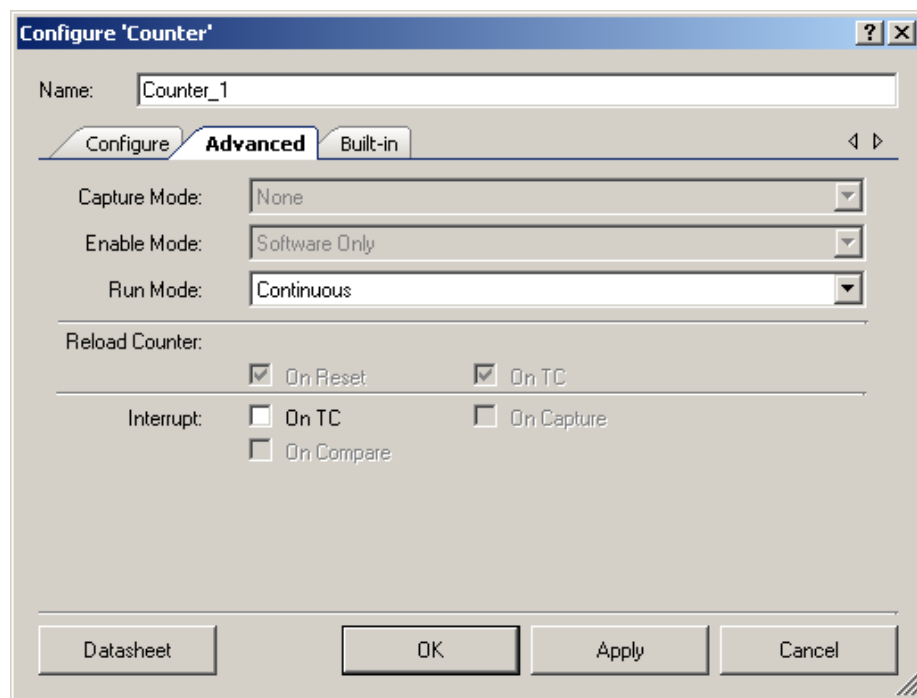 Configure 'Counter'
Name: Counter_1
Configure Advanced Built-in
Capture Mode: None
Enable Mode: Software Only
Run Mode: Continuous
Reload Counter:
On Reset On TC
Interrupt: On TC On Capture
On Compare
Datasheet OK Apply Cancel